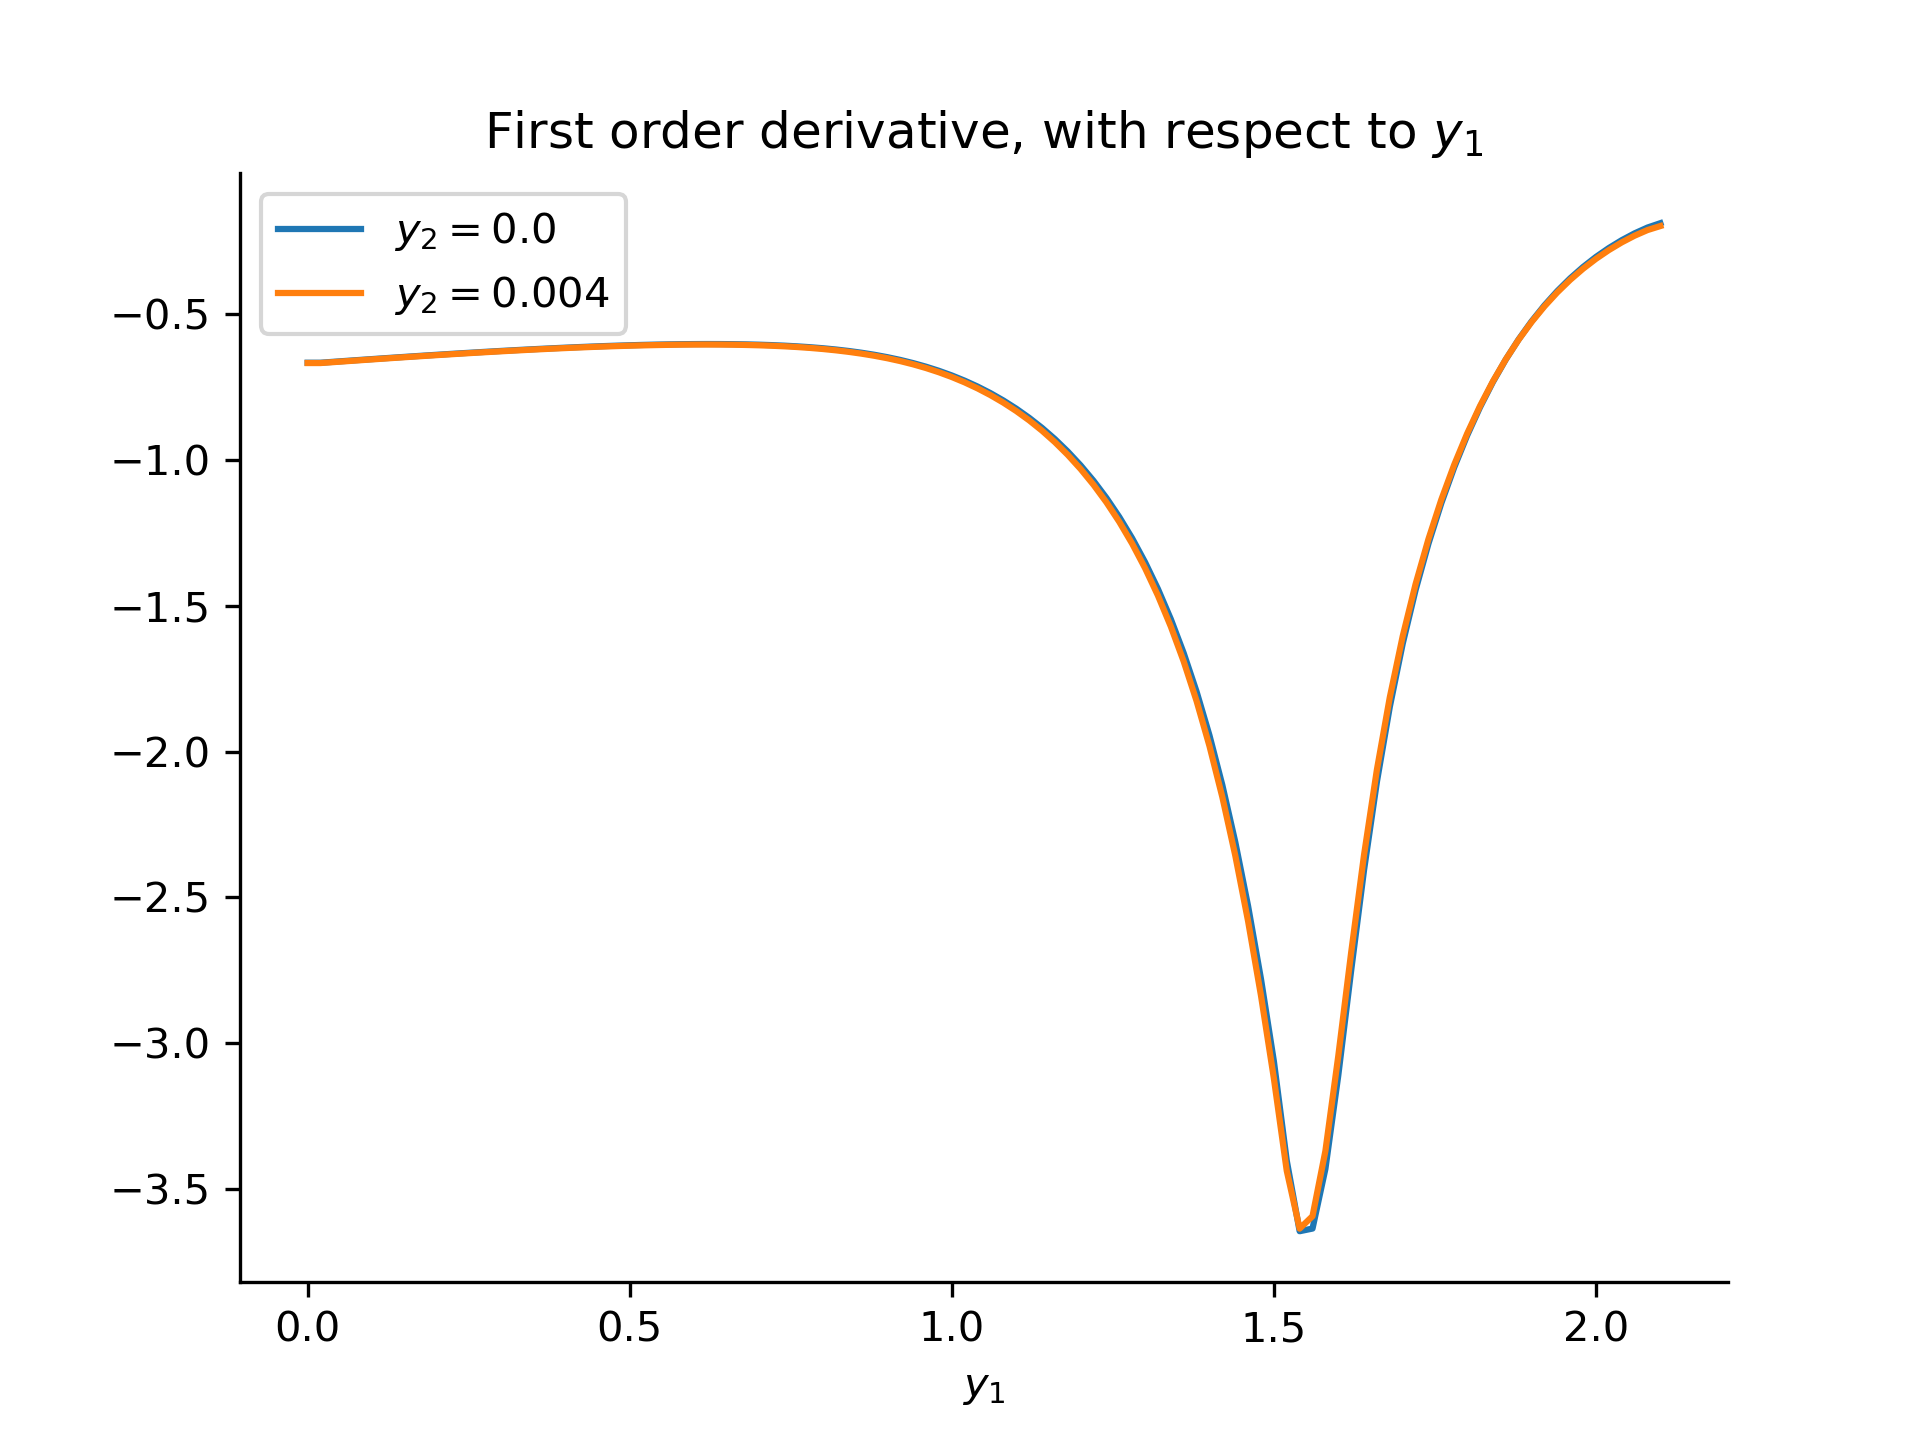 First order derivative, with respect to y₁
y₂ = 0.0
y₂ = 0.004
−0.5
−1.0
−1.5
−2.0
−2.5
−3.0
−3.5
0.0 0.5 1.0 1.5 2.0
y₁